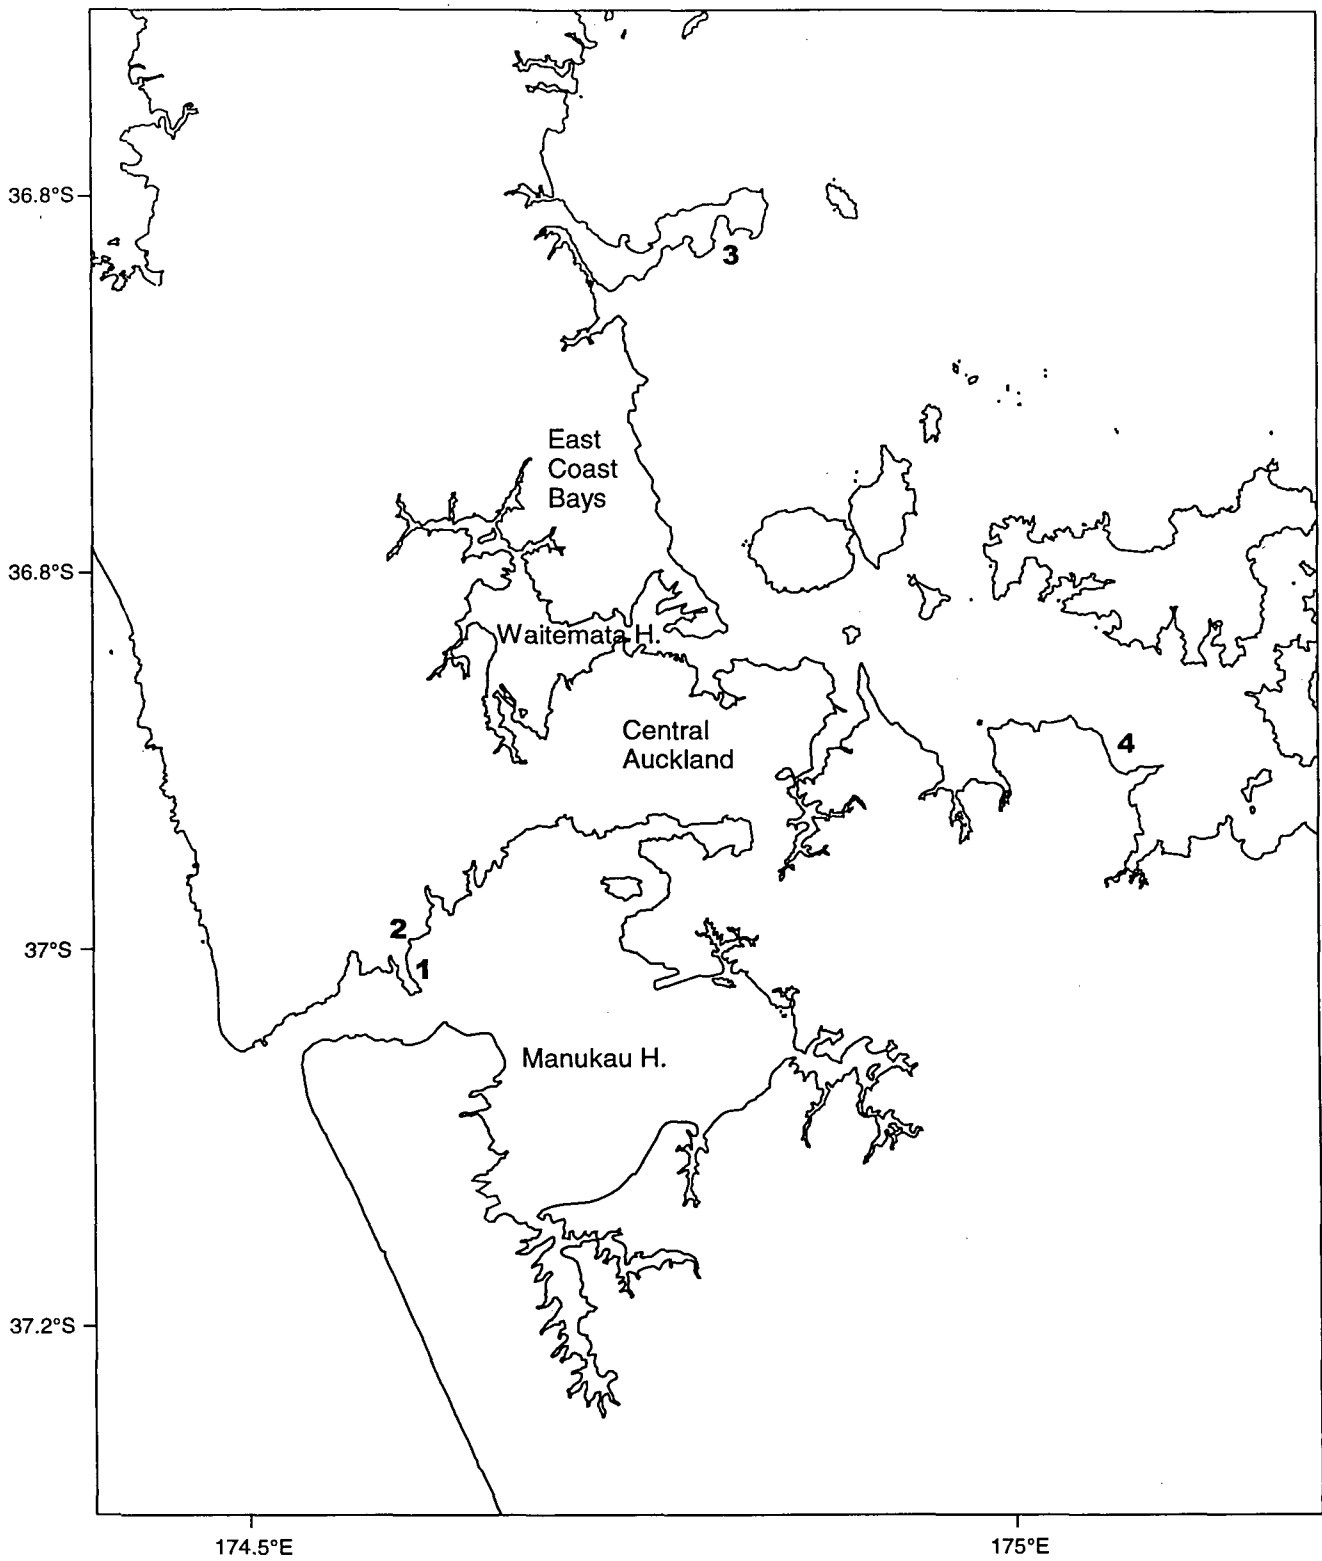 36.8°S
3
East
Coast
Bays
36.8°S
Waitemata H.
Central
Auckland
4
2
37°S
1
Manukau H.
37.2°S
174.5°E
175°E